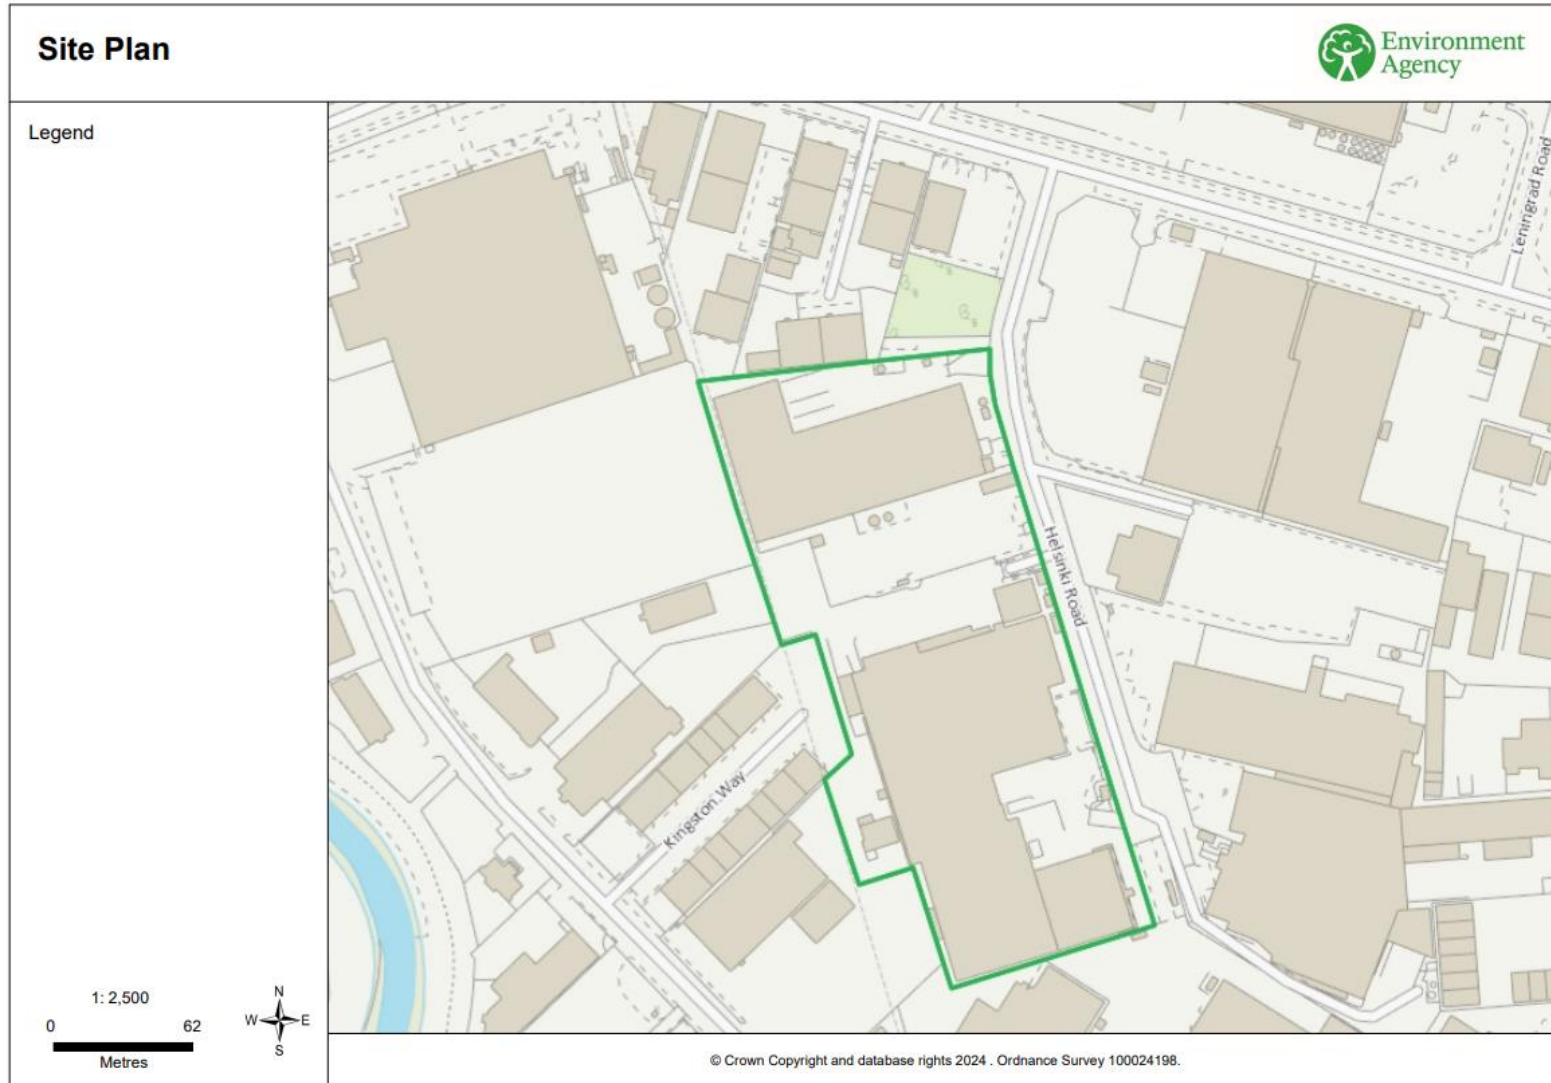 Site Plan
Environment
Agency
Legend
Leningrad Road
Helsinki Road
Kingston Way
1: 2,500
0 62
Metres
N
W E
S
© Crown Copyright and database rights 2024 . Ordnance Survey 100024198.